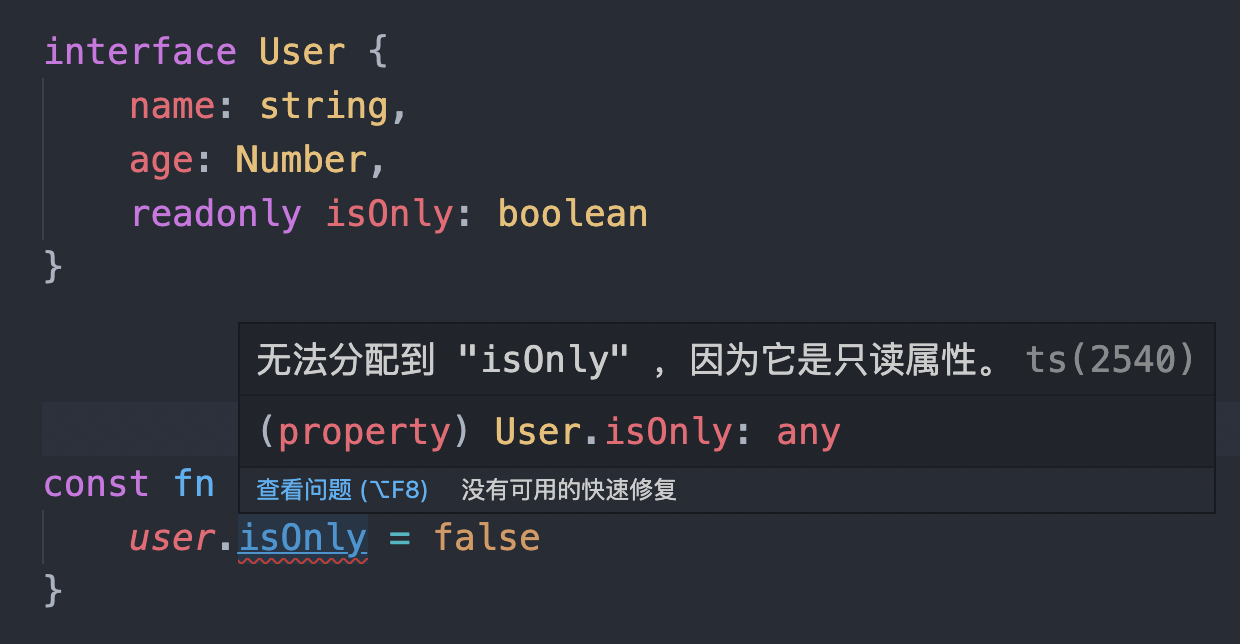 interface User {
name: string,
age: Number,
readonly isOnly: boolean
}
无法分配到 "isOnly" ，因为它是只读属性。 ts(2540)
(property) User.isOnly: any
查看问题 (⌥F8) 没有可用的快速修复
const fn
user.isOnly = false
}